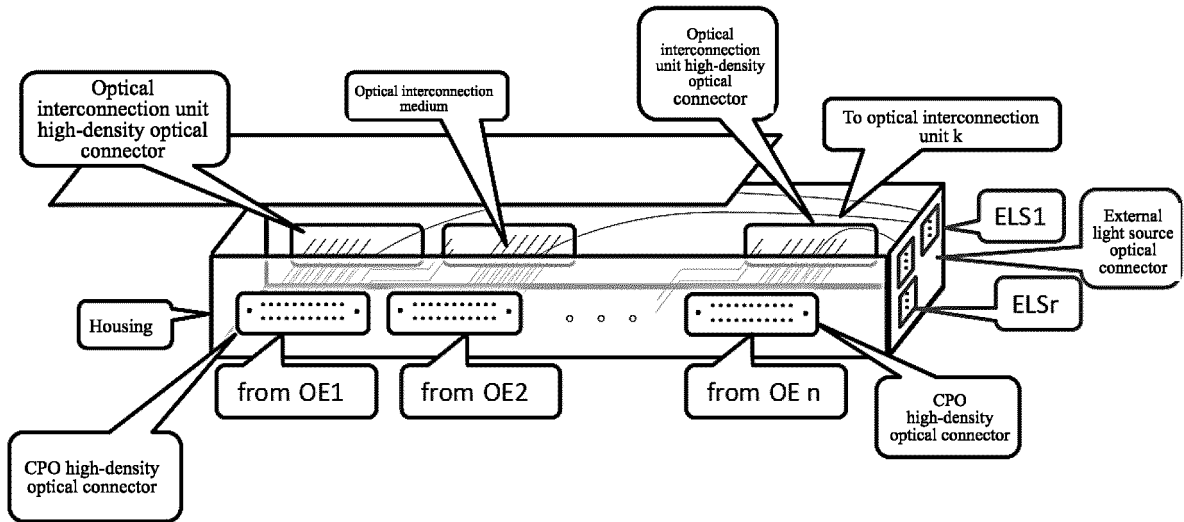 Optical
interconnection unit
high-density optical
connector
Optical interconnection
medium
Optical
interconnection
unit high-density
optical
connector
To optical interconnection
unit k
ELS1
External
light source
optical
connector
ELSr
Housing
from OE1
from OE2
from OE n
CPO high-density
optical connector
CPO
high-density
optical connector